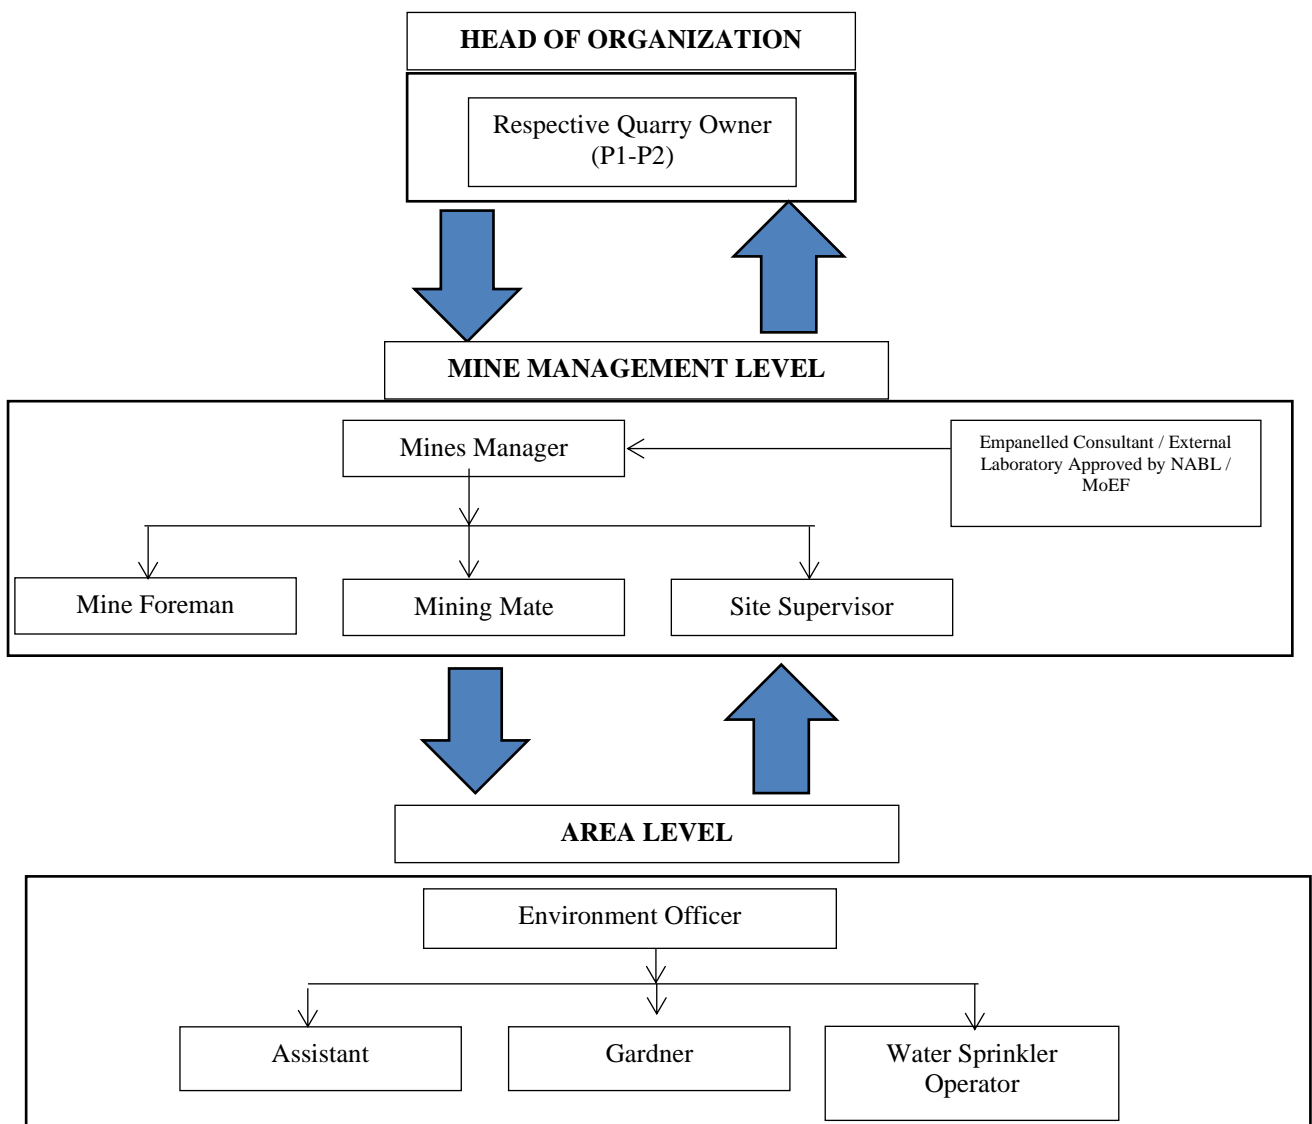 HEAD OF ORGANIZATION
Respective Quarry Owner
(P1-P2)
MINE MANAGEMENT LEVEL
Mines Manager
Empanelled Consultant / External
Laboratory Approved by NABL /
MoEF
Mine Foreman
Mining Mate
Site Supervisor
AREA LEVEL
Environment Officer
Assistant
Gardner
Water Sprinkler
Operator